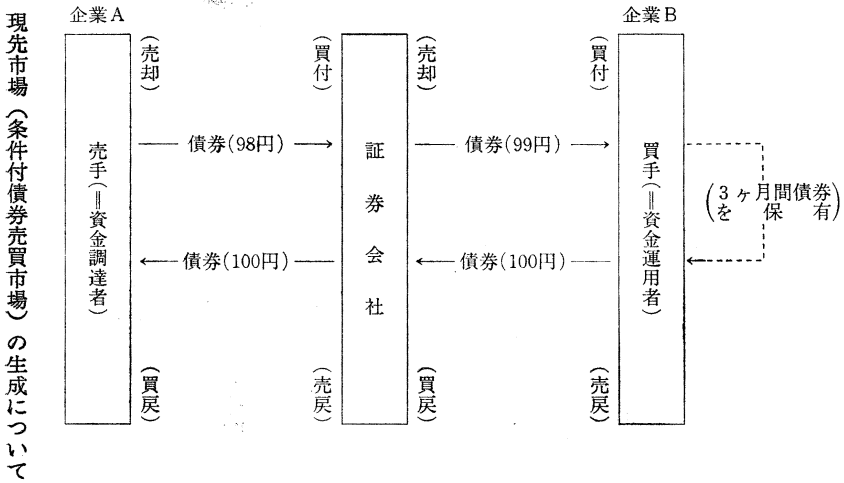 現先市場（条件付債券売買市場）の生成について
企業A
企業B
（売却）
（買付）
（売却）
（買付）
売手（＝資金調達者）
債券(98円)
証券会社
債券(99円)
買手（＝資金運用者）
（3ヶ月間債券
を保有）
債券(100円)
債券(100円)
（買戻）
（売戻）
（買戻）
（売戻）